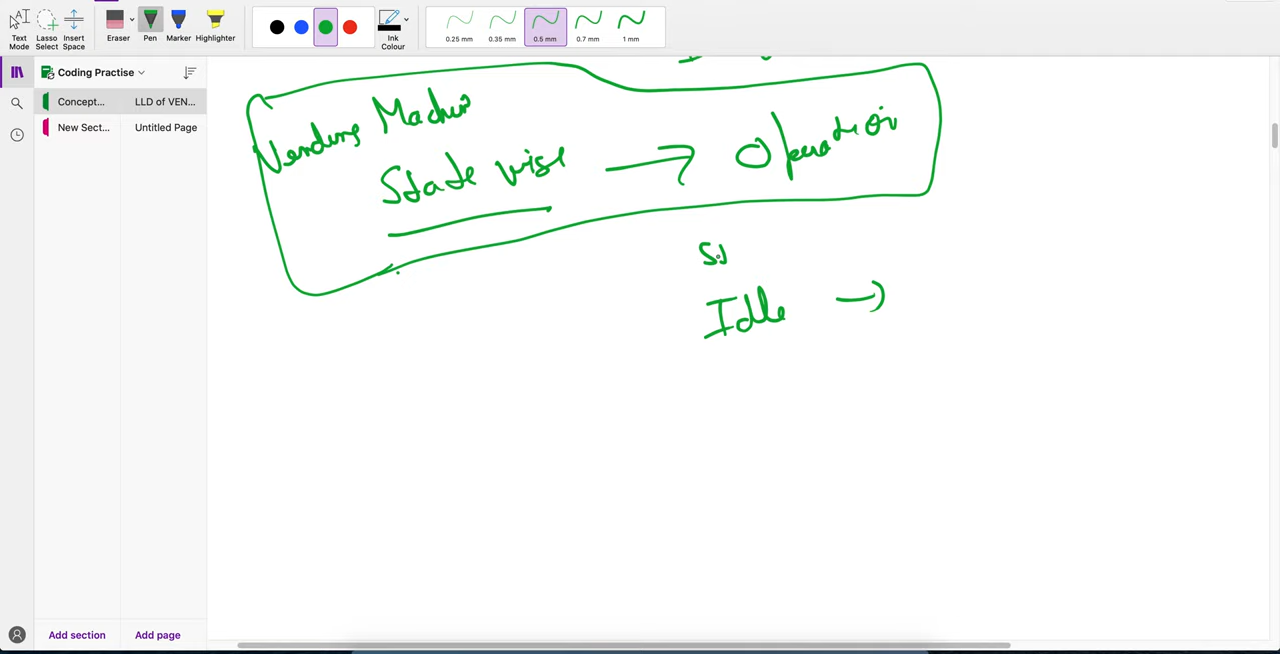 Text Mode
Lasso Select
Insert Space
Eraser
Pen
Marker
Highlighter
Ink Colour
0.25 mm
0.35 mm
0.5 mm
0.7 mm
1 mm
Coding Practise
Concept... LLD of VEN...
New Sect... Untitled Page
Vending Machin
State wise → Operation
Idle →
Add section Add page